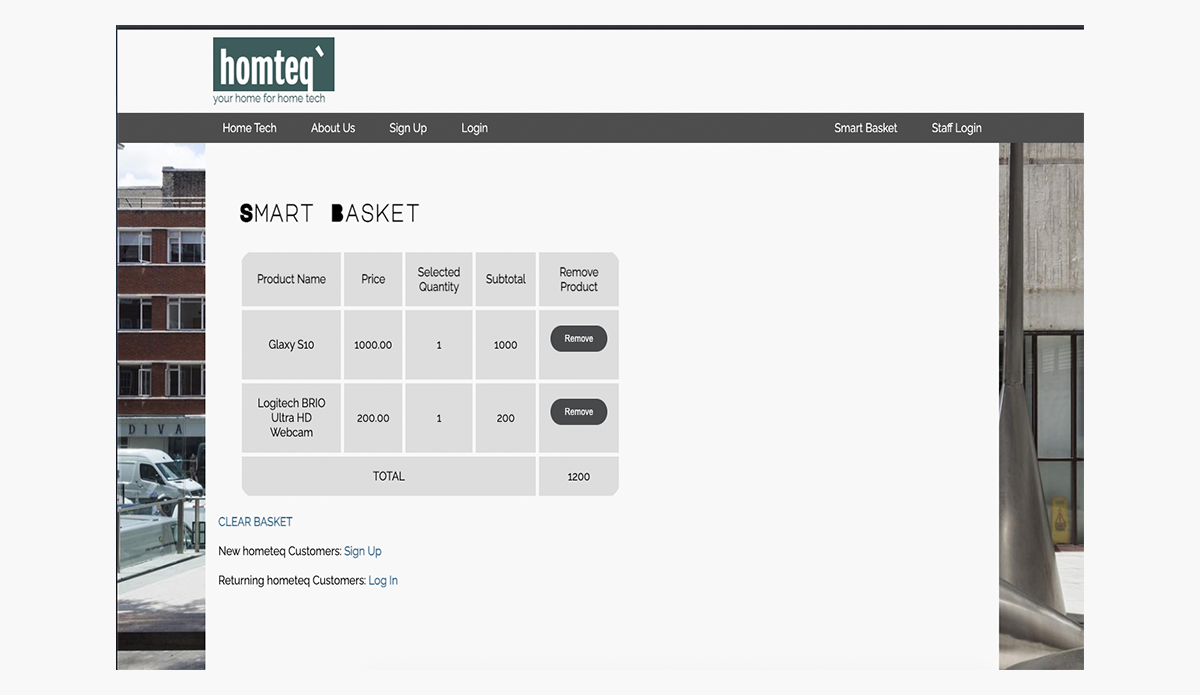 homteq`
your home for home tech
Home Tech About Us Sign Up Login Smart Basket Staff Login
SMART BASKET
Product Name Price Selected Quantity Subtotal Remove Product
Glaxy S10 1000.00 1 1000 Remove
Logitech BRIO Ultra HD Webcam 200.00 1 200 Remove
TOTAL 1200
CLEAR BASKET
New hometeq Customers: Sign Up
Returning hometeq Customers: Log In
DIVA